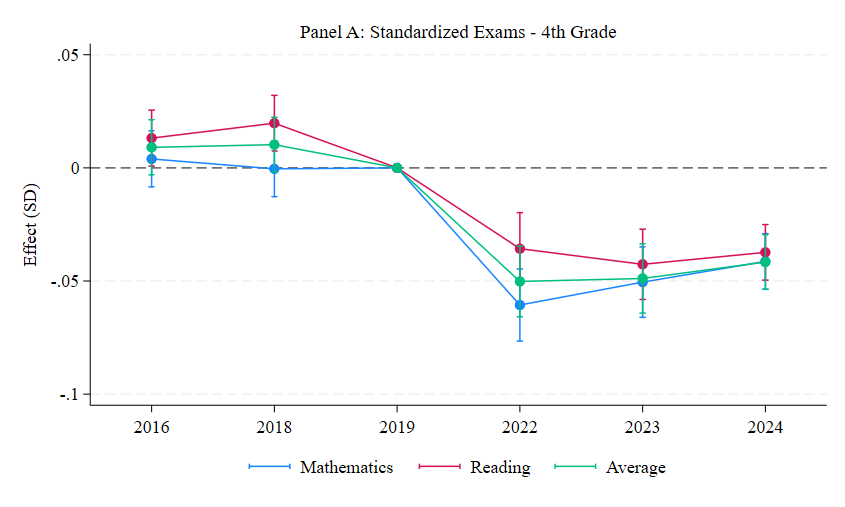 Panel A: Standardized Exams - 4th Grade
.05
0
-.05
-.1
Effect (SD)
2016 2018 2019 2022 2023 2024
Mathematics Reading Average